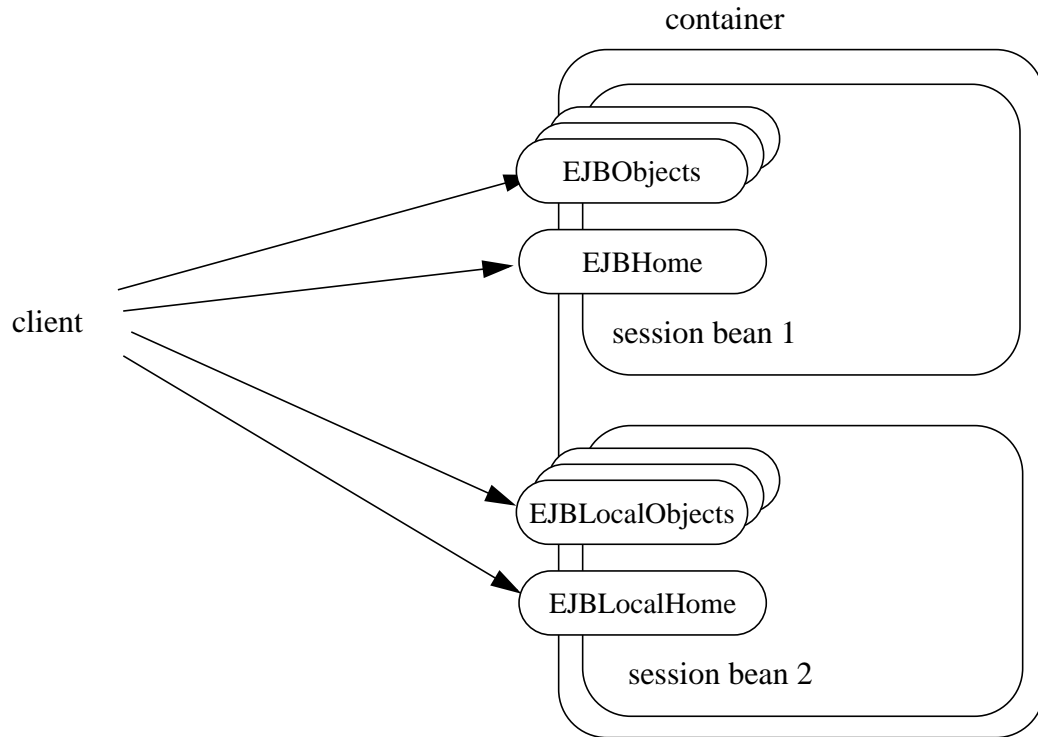 container
EJBObjects
EJBHome
client
session bean 1
EJBLocalObjects
EJBLocalHome
session bean 2